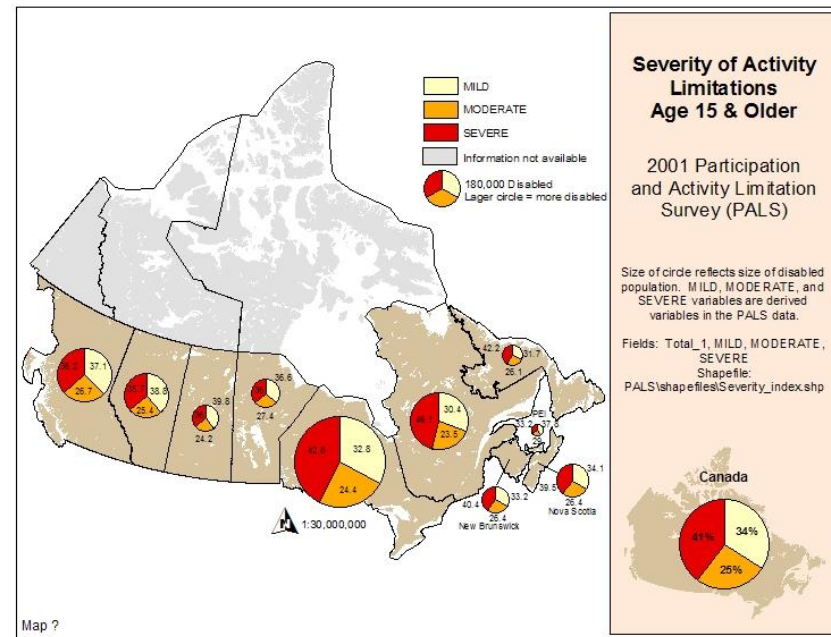 MILD
MODERATE
SEVERE
Information not available
180,000 Disabled
Lager circle = more disabled
37.1
26.7
38.8
25.4
39.8
24.2
36.6
27.4
32.8
24.4
30.4
23.5
42.2
31.7
26.1
PEI
33.2
37.8
40.4
33.2
26.4
New Brunswick
39.5
34.1
26.4
Nova Scotia
1:30,000,000
Map ?
Severity of Activity
Limitations
Age 15 & Older
2001 Participation
and Activity Limitation
Survey (PALS)
Size of circle reflects size of disabled
population. MILD, MODERATE, and
SEVERE variables are derived
variables in the PALS data.
Fields: Total_1, MILD, MODERATE,
SEVERE
Shapefile:
PALS\shapefiles\Severity_index.shp
Canada
41%
34%
25%